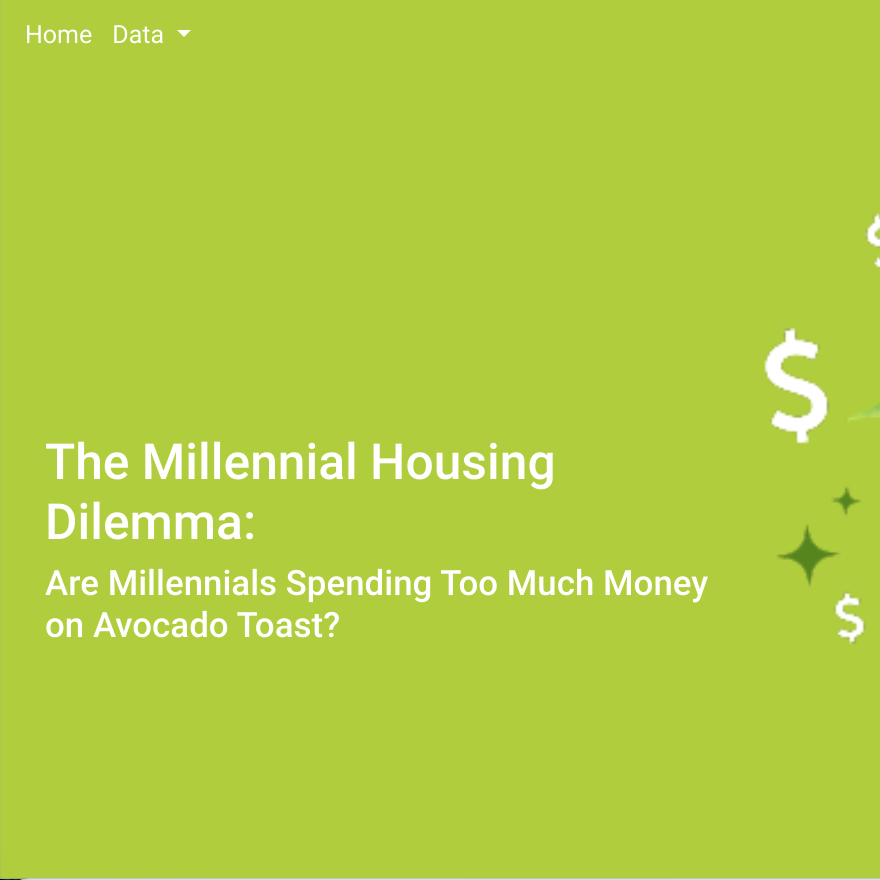 Home Data
$
$
The Millennial Housing
Dilemma:
Are Millennials Spending Too Much Money
on Avocado Toast?
$